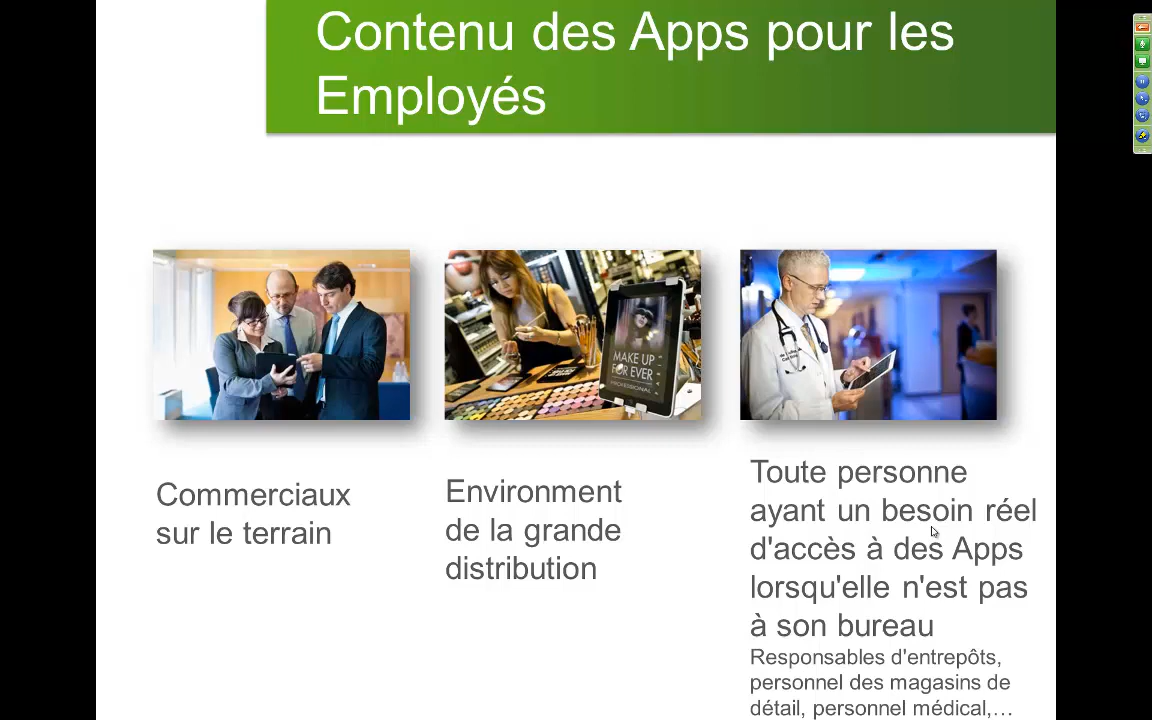 Contenu des Apps pour les
Employés
MAKE UP
FOR EVER
PROFESSIONAL
Commerciaux
sur le terrain
Environment
de la grande
distribution
Toute personne
ayant un besoin réel
d'accès à des Apps
lorsqu'elle n'est pas
à son bureau
Responsables d'entrepôts,
personnel des magasins de
détail, personnel médical,…